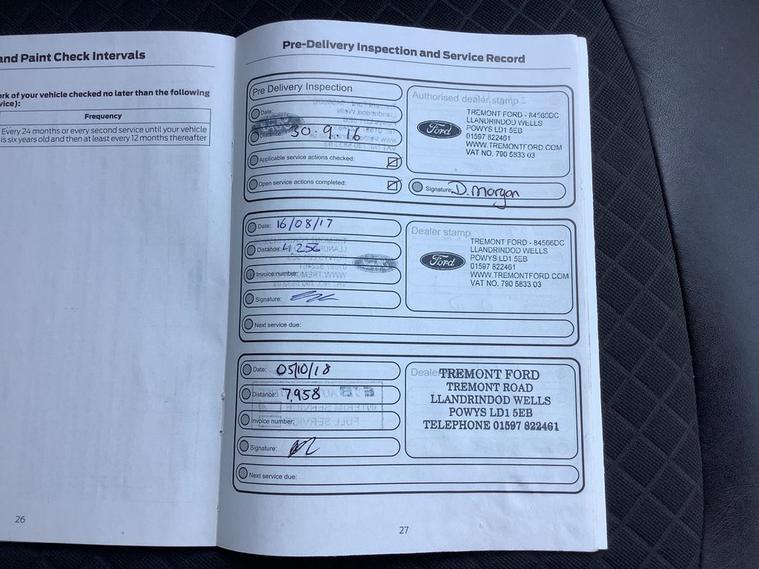 and Paint Check Intervals
ark of your vehicle checked no later than the following
vice):
Frequency
Every 24 months or every second service until your vehicle
is six years old and then at least every 12 months thereafter
26
Pre-Delivery Inspection and Service Record
Pre Delivery Inspection
Date:
30.9.16
Applicable service actions checked:
Open service actions completed:
Authorised dealer stamp
Ford
TREMONT FORD - 84566DC
LLANDRINDOD WELLS
POWYS LD1 5EB
01597 822461
WWW.TREMONTFORD.COM
VAT NO. 790 5833 03
Signature: D. Morgan
Date: 16/08/17
Distance: 4256
Invoice number:
Signature:
Next service due:
Dealer stamp
Ford
TREMONT FORD - 84566DC
LLANDRINDOD WELLS
POWYS LD1 5EB
01597 822461
WWW.TREMONTFORD.COM
VAT NO. 790 5833 03
Date: 05/10/18
Distance: 7,958
Invoice number:
Signature:
Next service due:
Dealer
TREMONT FORD
TREMONT ROAD
LLANDRINDOD WELLS
POWYS LD1 5EB
TELEPHONE 01597 822461
27